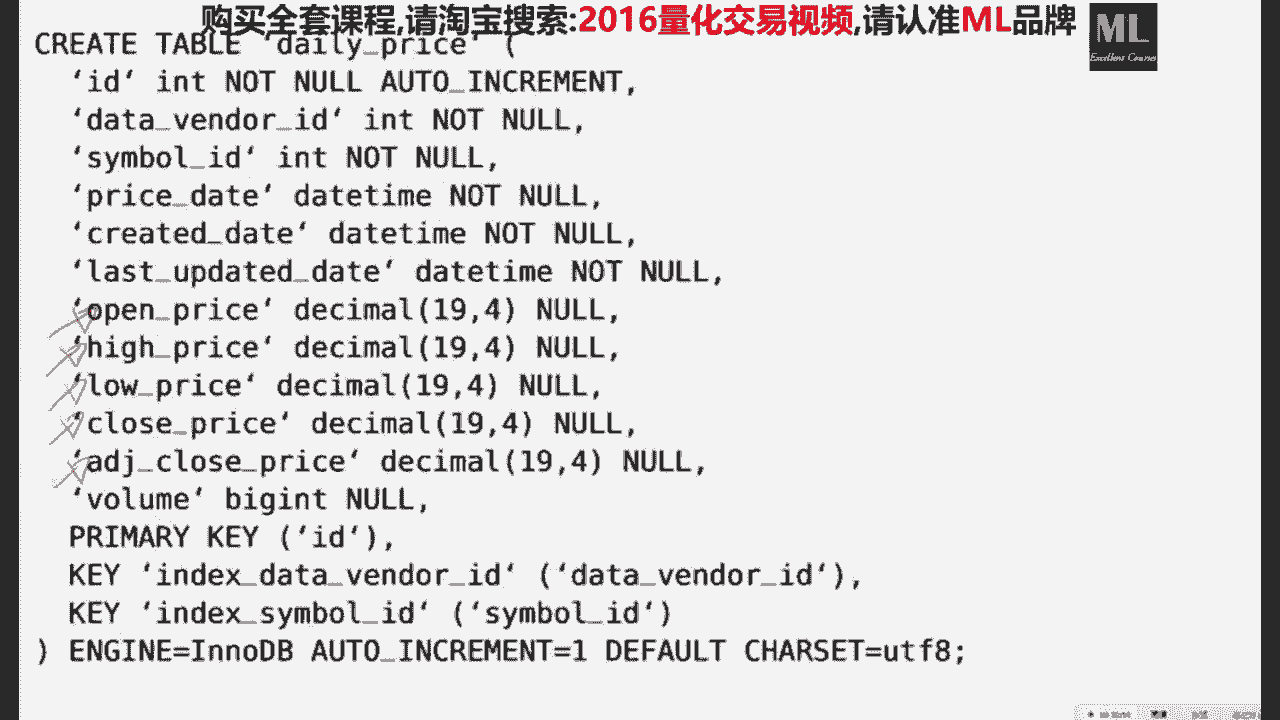 购买全套课程,请淘宝搜索:2016量化交易视频,请认准ML品牌
ML
Excellent Courses
CREATE TABLE ‘daily_price‘ (
‘id‘ int NOT NULL AUTO_INCREMENT,
‘data_vendor_id‘ int NOT NULL,
‘symbol_id‘ int NOT NULL,
‘price_date‘ datetime NOT NULL,
‘created_date‘ datetime NOT NULL,
‘last_updated_date‘ datetime NOT NULL,
‘open_price‘ decimal(19,4) NULL,
‘high_price‘ decimal(19,4) NULL,
‘low_price‘ decimal(19,4) NULL,
‘close_price‘ decimal(19,4) NULL,
‘adj_close_price‘ decimal(19,4) NULL,
‘volume‘ bigint NULL,
PRIMARY KEY (‘id‘),
KEY ‘index_data_vendor_id‘ (‘data_vendor_id‘),
KEY ‘index_symbol_id‘ (‘symbol_id‘)
) ENGINE=InnoDB AUTO_INCREMENT=1 DEFAULT CHARSET=utf8;